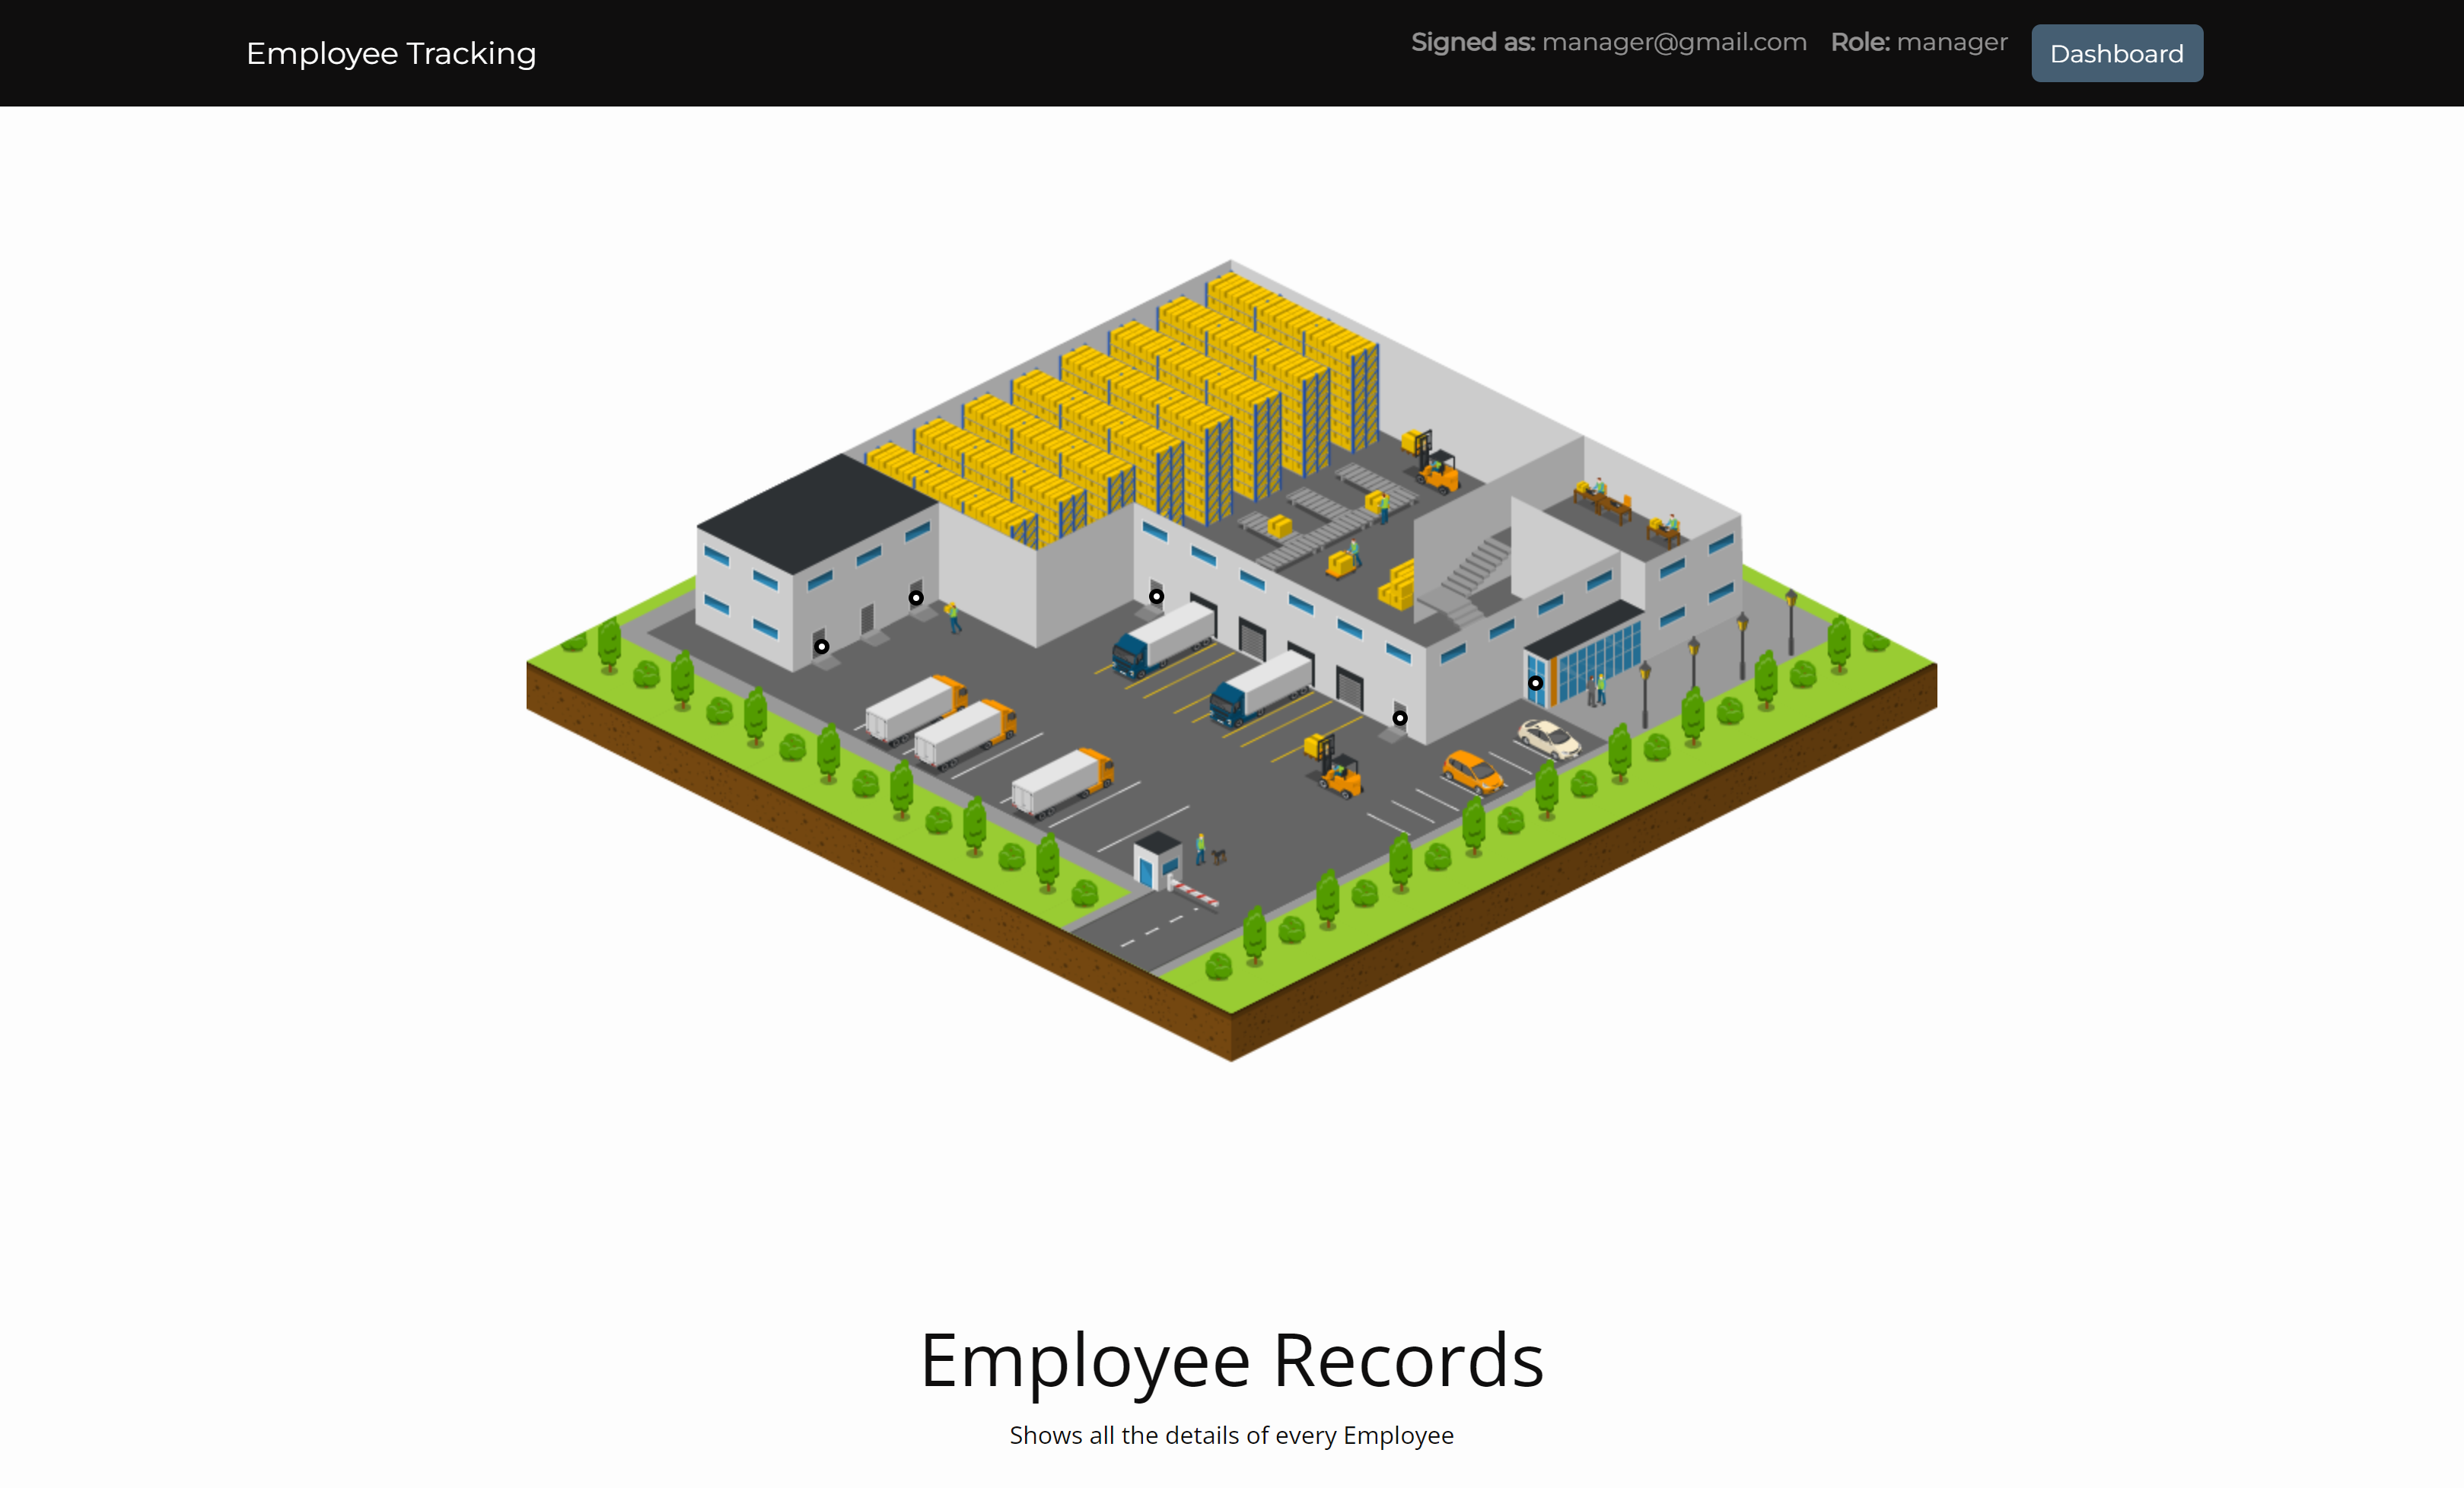 Employee Tracking
Signed as: manager@gmail.com Role: manager Dashboard
Employee Records
Shows all the details of every Employee